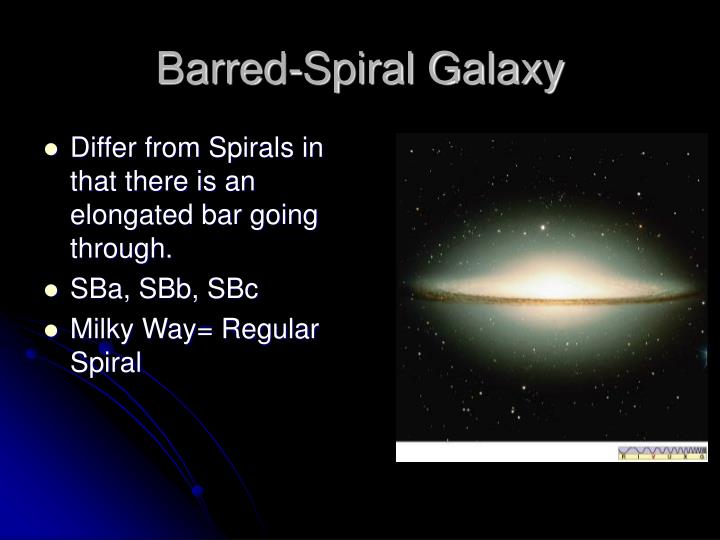 Barred-Spiral Galaxy
Differ from Spirals in
that there is an
elongated bar going
through.
SBa, SBb, SBc
Milky Way= Regular
Spiral
R I V U X G